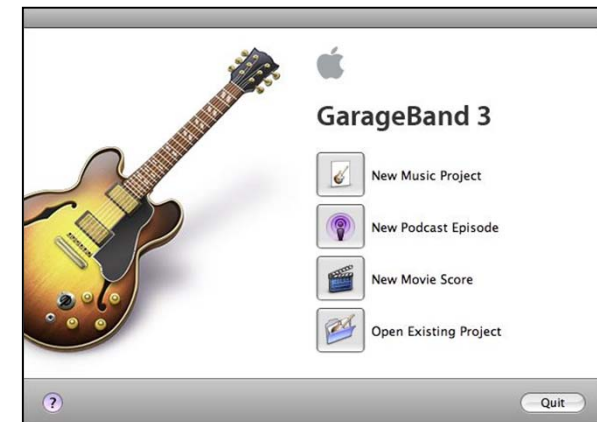 GarageBand 3
New Music Project
New Podcast Episode
New Movie Score
Open Existing Project
?
Quit